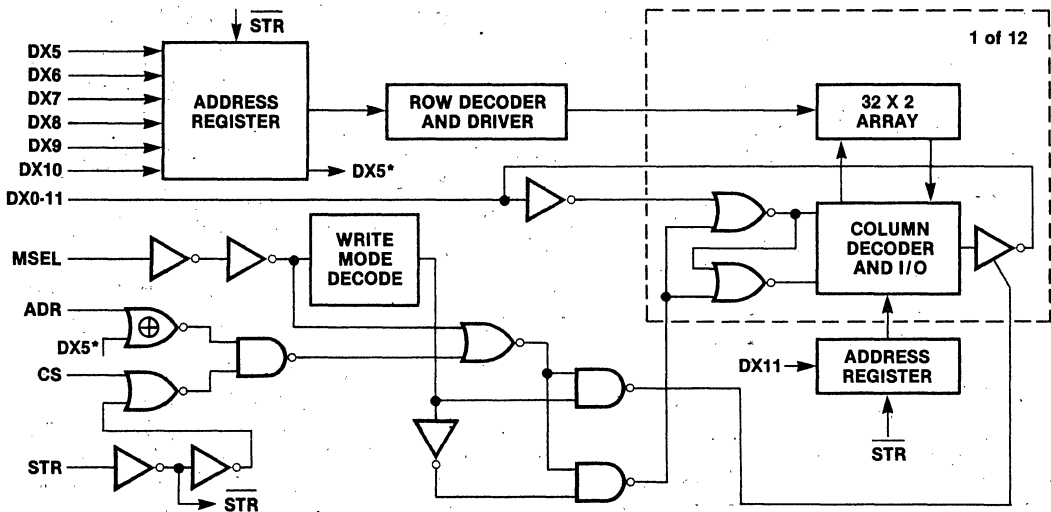 STR
1 of 12
DX5
DX6
DX7
DX8
DX9
DX10
ADDRESS
REGISTER
ROW DECODER
AND DRIVER
32 X 2
ARRAY
DX5*
DX0-11
MSEL
WRITE
MODE
DECODE
COLUMN
DECODER
AND I/O
ADR
DX5*
CS
DX11
ADDRESS
REGISTER
STR
STR
STR